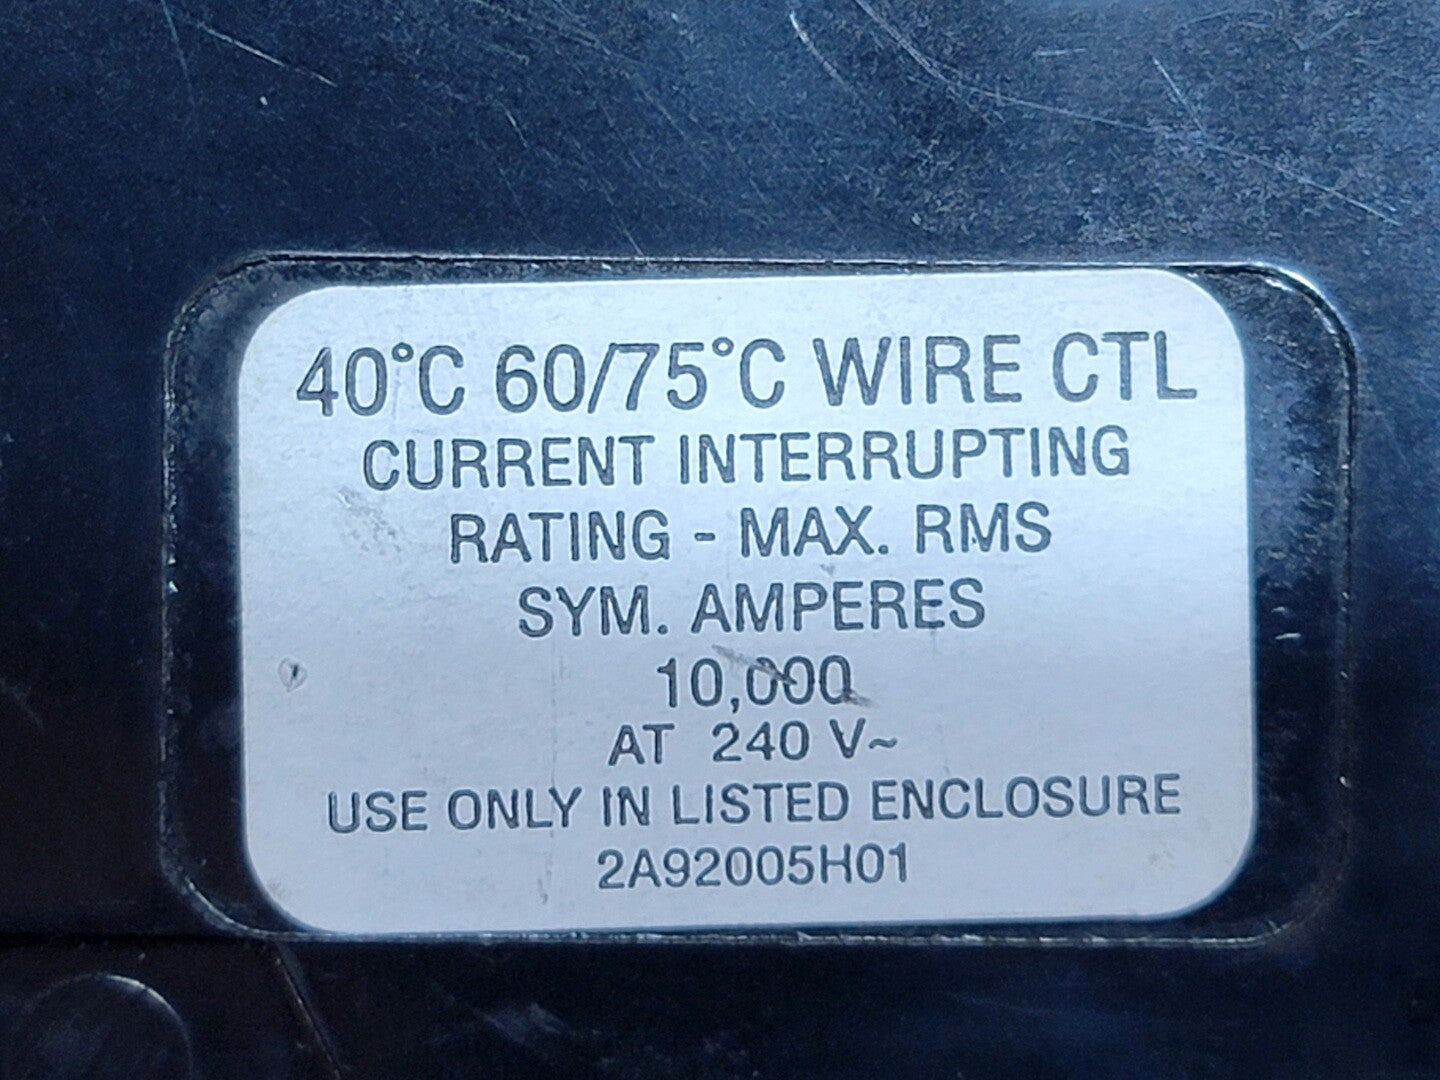 40°C 60/75°C WIRE CTL
CURRENT INTERRUPTING
RATING - MAX. RMS
SYM. AMPERES
10,000
AT 240 V~
USE ONLY IN LISTED ENCLOSURE
2A92005H01